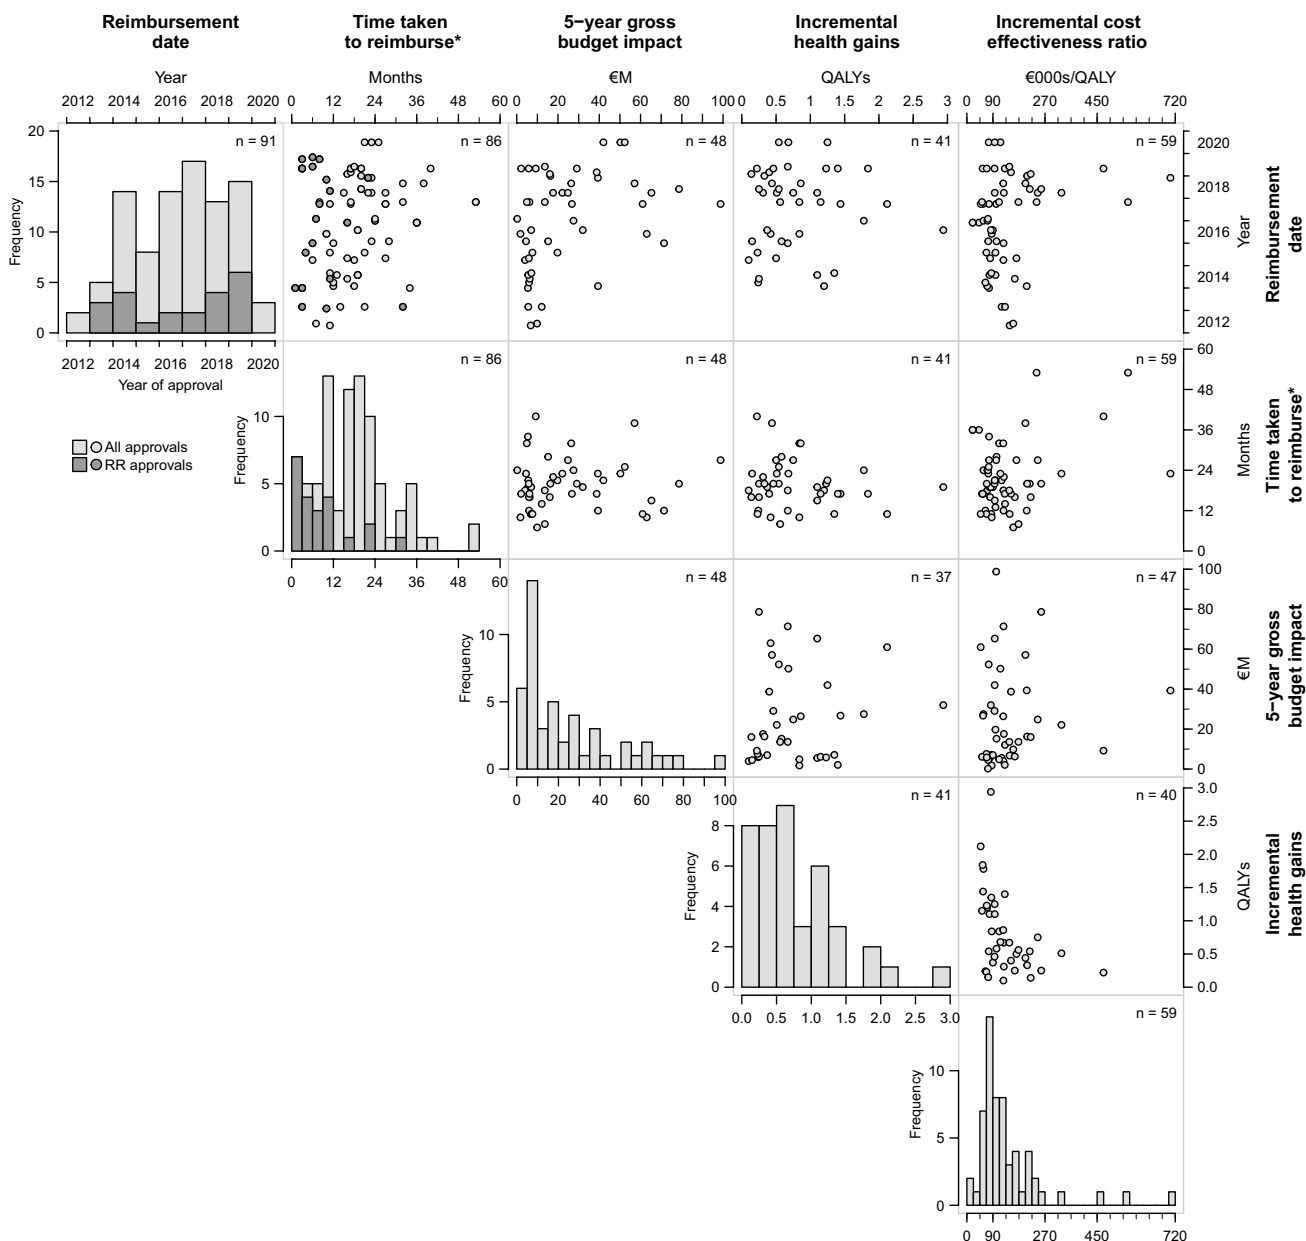 Reimbursement
date
Time taken
to reimburse*
5−year gross
budget impact
Incremental
health gains
Incremental cost
effectiveness ratio
Year
Months
€M
QALYs
€000s/QALY
2012 2014 2016 2018 2020
0 12 24 36 48 60
0 20 40 60 80 100
0 0.5 1 1.5 2 3
0 90 270 450 720
n = 91
n = 86
n = 48
n = 41
n = 59
20
15
10
5
0
Frequency
2020
2018
2016
2014
2012
Year
Reimbursement
date
2012 2014 2016 2018 2020
Year of approval
All approvals
RR approvals
n = 86
n = 48
n = 41
n = 59
10
5
0
Frequency
60
48
36
24
12
0
Months
Time taken
to reimburse*
0 12 24 36 48 60
n = 48
n = 37
n = 47
10
5
0
Frequency
100
80
60
40
20
0
€M
5−year gross
budget impact
0 20 40 60 80 100
n = 41
n = 40
8
6
4
2
0
Frequency
3.0
2.5
2.0
1.5
1.0
0.5
0.0
QALYs
Incremental
health gains
0.0 0.5 1.0 1.5 2.0 2.5 3.0
n = 59
10
5
0
Frequency
0 90 270 450 720